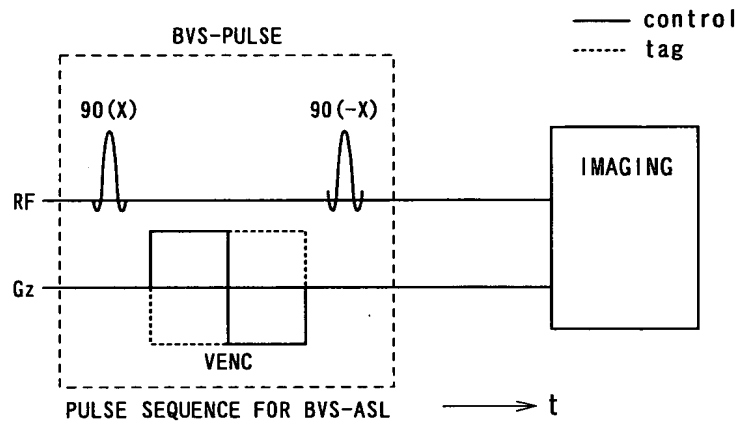 control
tag
BVS-PULSE
90(X)
90(-X)
IMAGING
RF
Gz
VENC
PULSE SEQUENCE FOR BVS-ASL
t